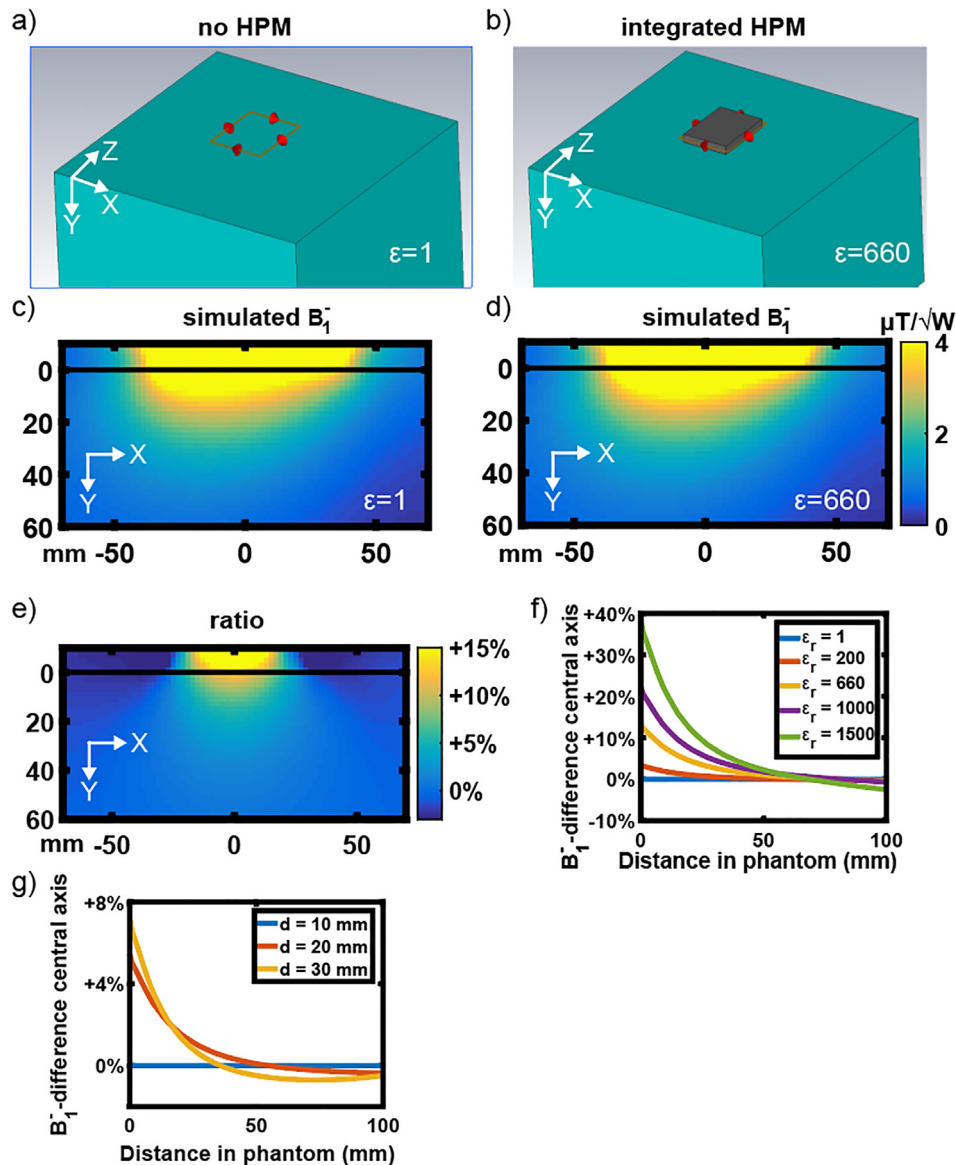 a)
no HPM
Z
X
Y
ε=1
b)
integrated HPM
Z
X
Y
ε=660
c)
simulated B₁⁻
0
20
40
60
X
Y
ε=1
mm -50 0 50
d)
simulated B₁⁻
µT/√W
4
2
0
0
20
40
60
X
Y
ε=660
mm -50 0 50
e)
ratio
0
20
40
60
X
Y
mm -50 0 50
+15%
+10%
+5%
0%
f)
B₁⁻-difference central axis
+40%
+30%
+20%
+10%
0%
-10%
εr = 1
εr = 200
εr = 660
εr = 1000
εr = 1500
0 50 100
Distance in phantom (mm)
g)
B₁⁻-difference central axis
+8%
+4%
0%
d = 10 mm
d = 20 mm
d = 30 mm
0 50 100
Distance in phantom (mm)